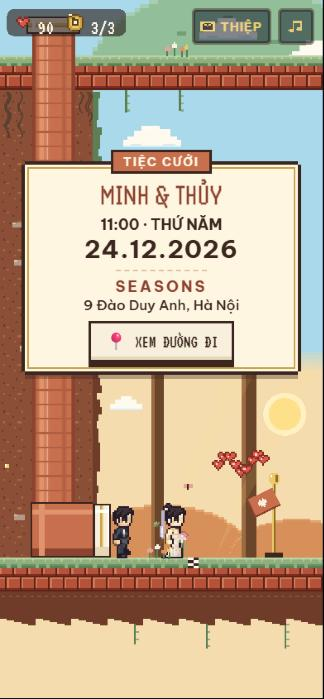 90 3/3 THIỆP
TIỆC CƯỚI
MINH & THỦY
11:00 · THỨ NĂM
24.12.2026
SEASONS
9 Đào Duy Anh, Hà Nội
XEM ĐƯỜNG ĐI